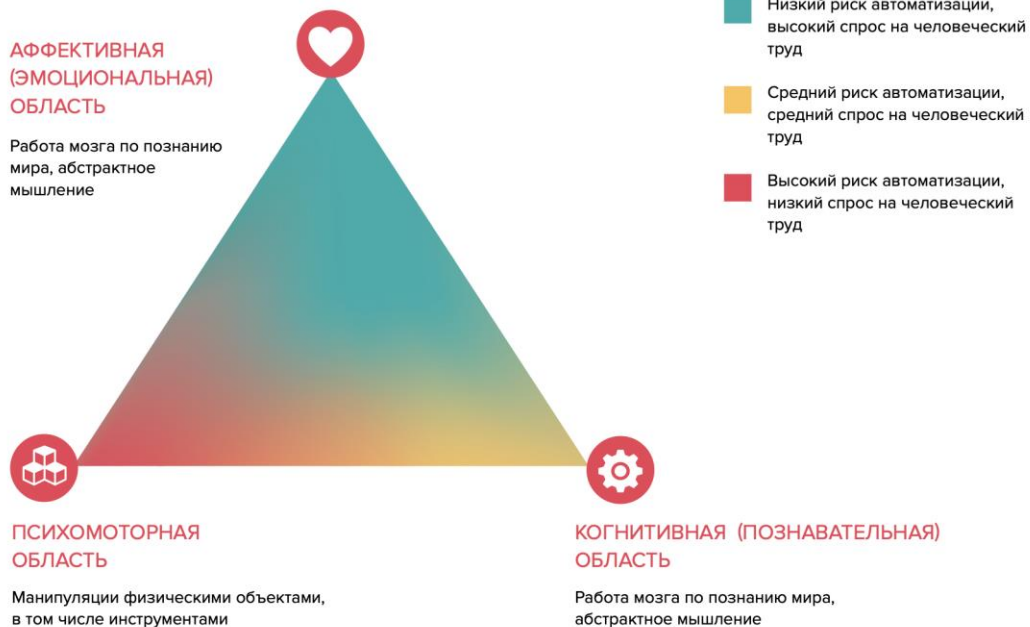 АФФЕКТИВНАЯ
(ЭМОЦИОНАЛЬНАЯ)
ОБЛАСТЬ
Работа мозга по познанию
мира, абстрактное
мышление
Низкий риск автоматизации,
высокий спрос на человеческий
труд
Средний риск автоматизации,
средний спрос на человеческий
труд
Высокий риск автоматизации,
низкий спрос на человеческий
труд
ПСИХОМОТОРНАЯ
ОБЛАСТЬ
Манипуляции физическими объектами,
в том числе инструментами
КОГНИТИВНАЯ (ПОЗНАВАТЕЛЬНАЯ)
ОБЛАСТЬ
Работа мозга по познанию мира,
абстрактное мышление